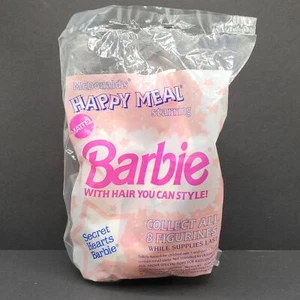 McDonald's®
HAPPY MEAL®
starring
MATTEL
Barbie
WITH HAIR YOU CAN STYLE!
Secret
Hearts
Barbie®
COLLECT ALL
8 FIGURINES
WHILE SUPPLIES LAST